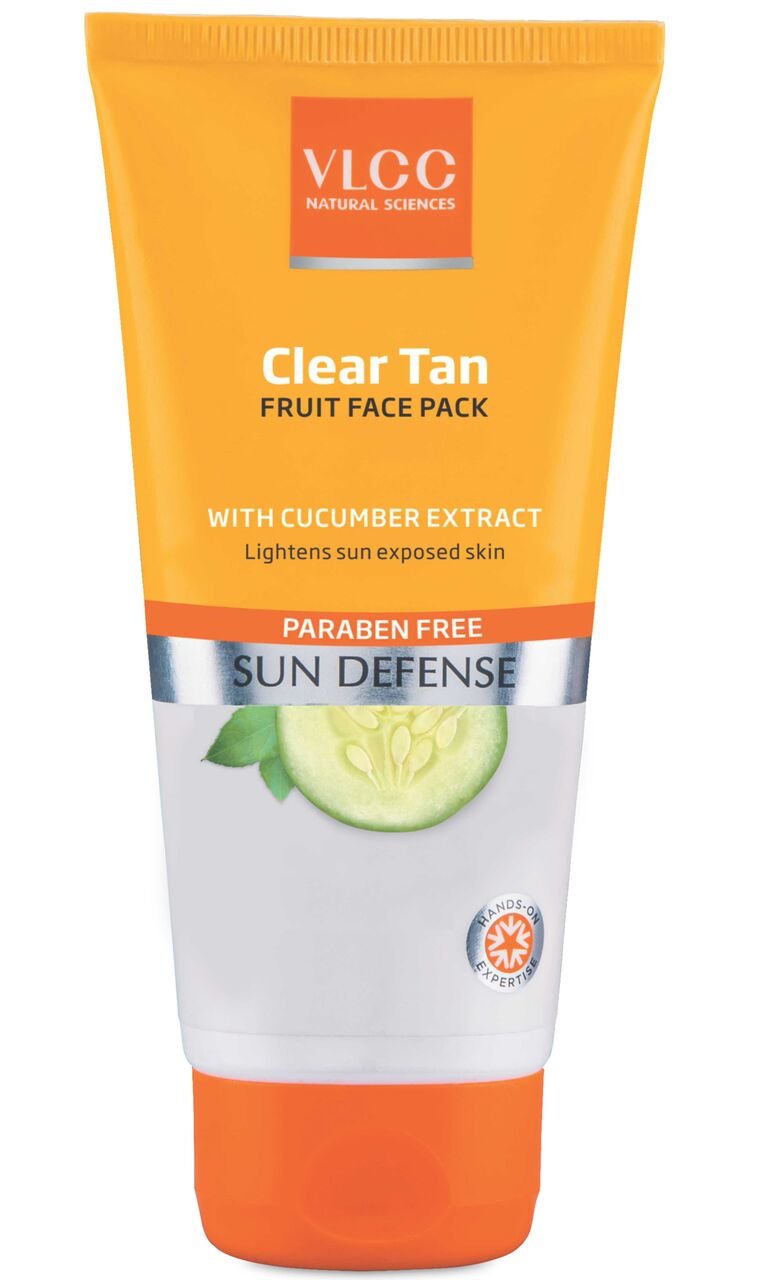 VLCC
NATURAL SCIENCES
Clear Tan
FRUIT FACE PACK
WITH CUCUMBER EXTRACT
Lightens sun exposed skin
PARABEN FREE
SUN DEFENSE
HANDS-ON
EXPERTISE